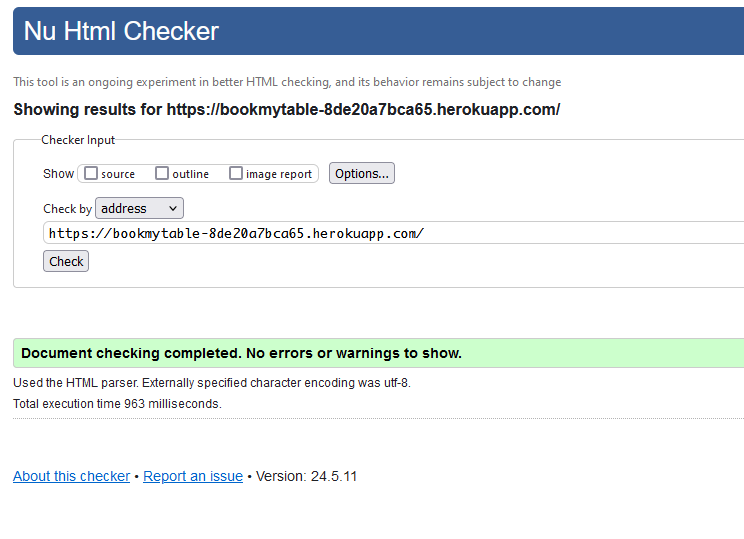 Nu Html Checker
This tool is an ongoing experiment in better HTML checking, and its behavior remains subject to change
Showing results for https://bookmytable-8de20a7bca65.herokuapp.com/
Checker Input
Show source outline image report Options...
Check by address
https://bookmytable-8de20a7bca65.herokuapp.com/
Check
Document checking completed. No errors or warnings to show.
Used the HTML parser. Externally specified character encoding was utf-8.
Total execution time 963 milliseconds.
About this checker • Report an issue • Version: 24.5.11